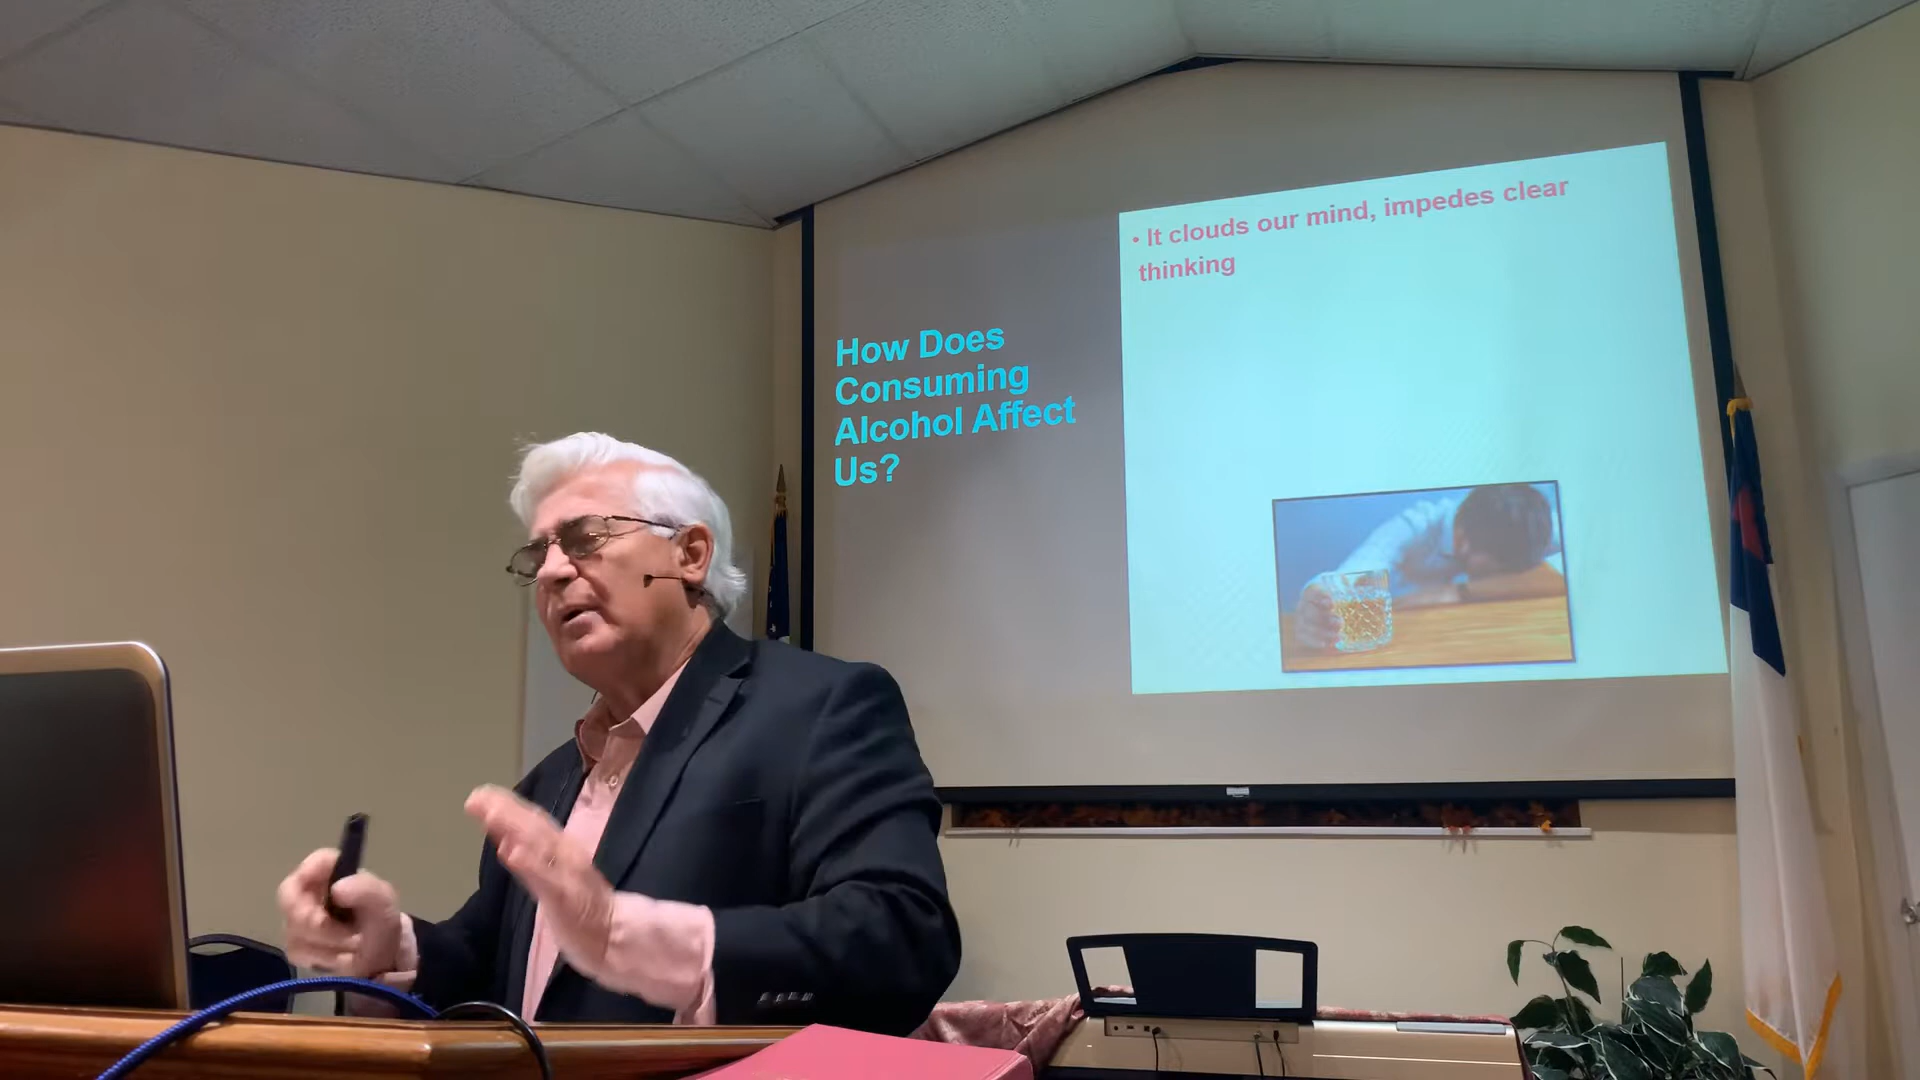 How Does
Consuming
Alcohol Affect
Us?
• It clouds our mind, impedes clear
thinking